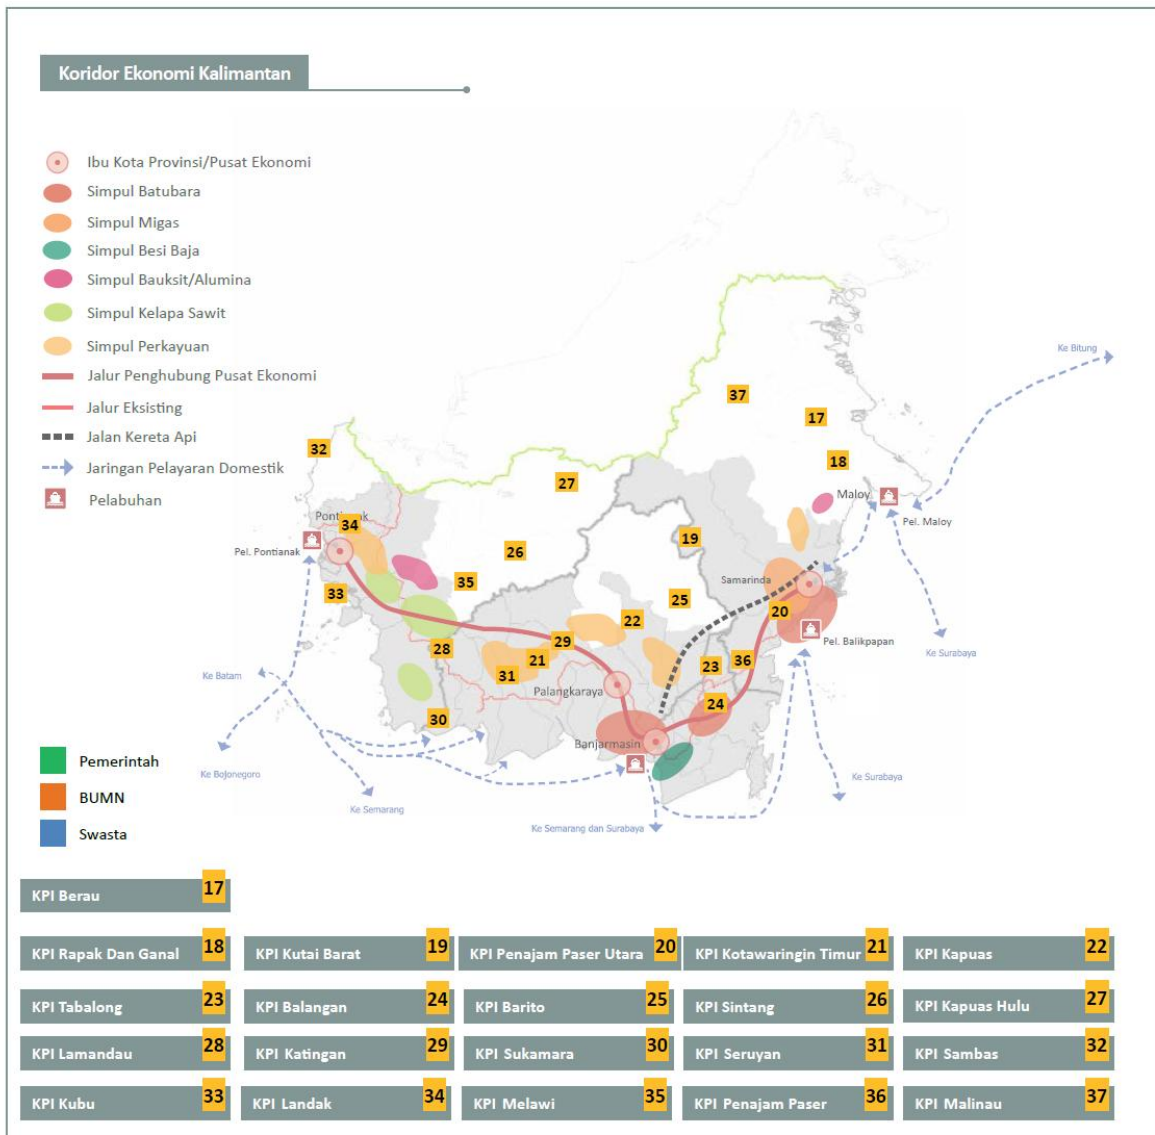 Koridor Ekonomi Kalimantan
Ibu Kota Provinsi/Pusat Ekonomi
Simpul Batubara
Simpul Migas
Simpul Besi Baja
Simpul Bauksit/Alumina
Simpul Kelapa Sawit
Simpul Perkayuan
Jalur Penghubung Pusat Ekonomi
Jalur Eksisting
Jalan Kereta Api
Jaringan Pelayaran Domestik
Pelabuhan
Ke Bitung
37
17
32
18
27
Maloy
Pel. Maloy
Pontianak
34
Pel. Pontianak
19
26
Samarinda
35
33
25
20
22
Pel. Balikpapan
29
28
21
23
36
Ke Surabaya
31
Ke Batam
Palangkaraya
24
30
Banjarmasin
Ke Bojonegoro
Ke Surabaya
Ke Semarang
Ke Semarang dan Surabaya
Pemerintah
BUMN
Swasta
KPI Berau 17
KPI Rapak Dan Ganal 18
KPI Kutai Barat 19
KPI Penajam Paser Utara 20
KPI Kotawaringin Timur 21
KPI Kapuas 22
KPI Tabalong 23
KPI Balangan 24
KPI Barito 25
KPI Sintang 26
KPI Kapuas Hulu 27
KPI Lamandau 28
KPI Katingan 29
KPI Sukamara 30
KPI Seruyan 31
KPI Sambas 32
KPI Kubu 33
KPI Landak 34
KPI Melawi 35
KPI Penajam Paser 36
KPI Malinau 37